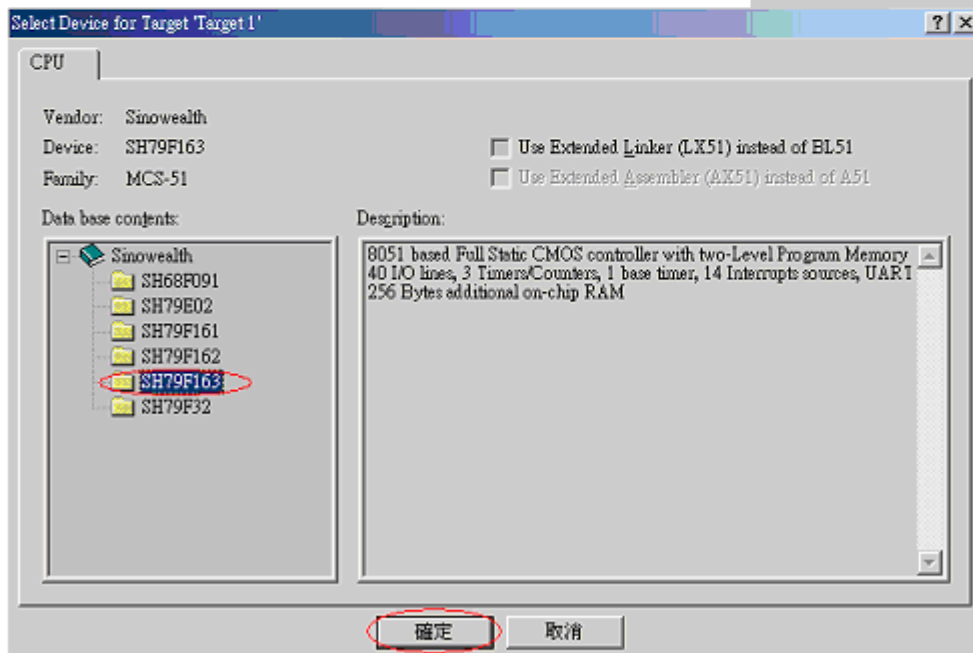 Select Device for Target 'Target 1'
CPU
Vendor: Sinowealth
Device: SH79F163
Use Extended Linker (LX51) instead of BL51
Family: MCS-51
Use Extended Assembler (AX51) instead of A51
Data base contents:
Description:
Sinowealth
SH68F091
SH79E02
SH79F161
SH79F162
SH79F163
SH79F32
8051 based Full Static CMOS controller with two-Level Program Memory
40 I/O lines, 3 Timers/Counters, 1 base timer, 14 Interrupts sources, UART
256 Bytes additional on-chip RAM
確定
取消